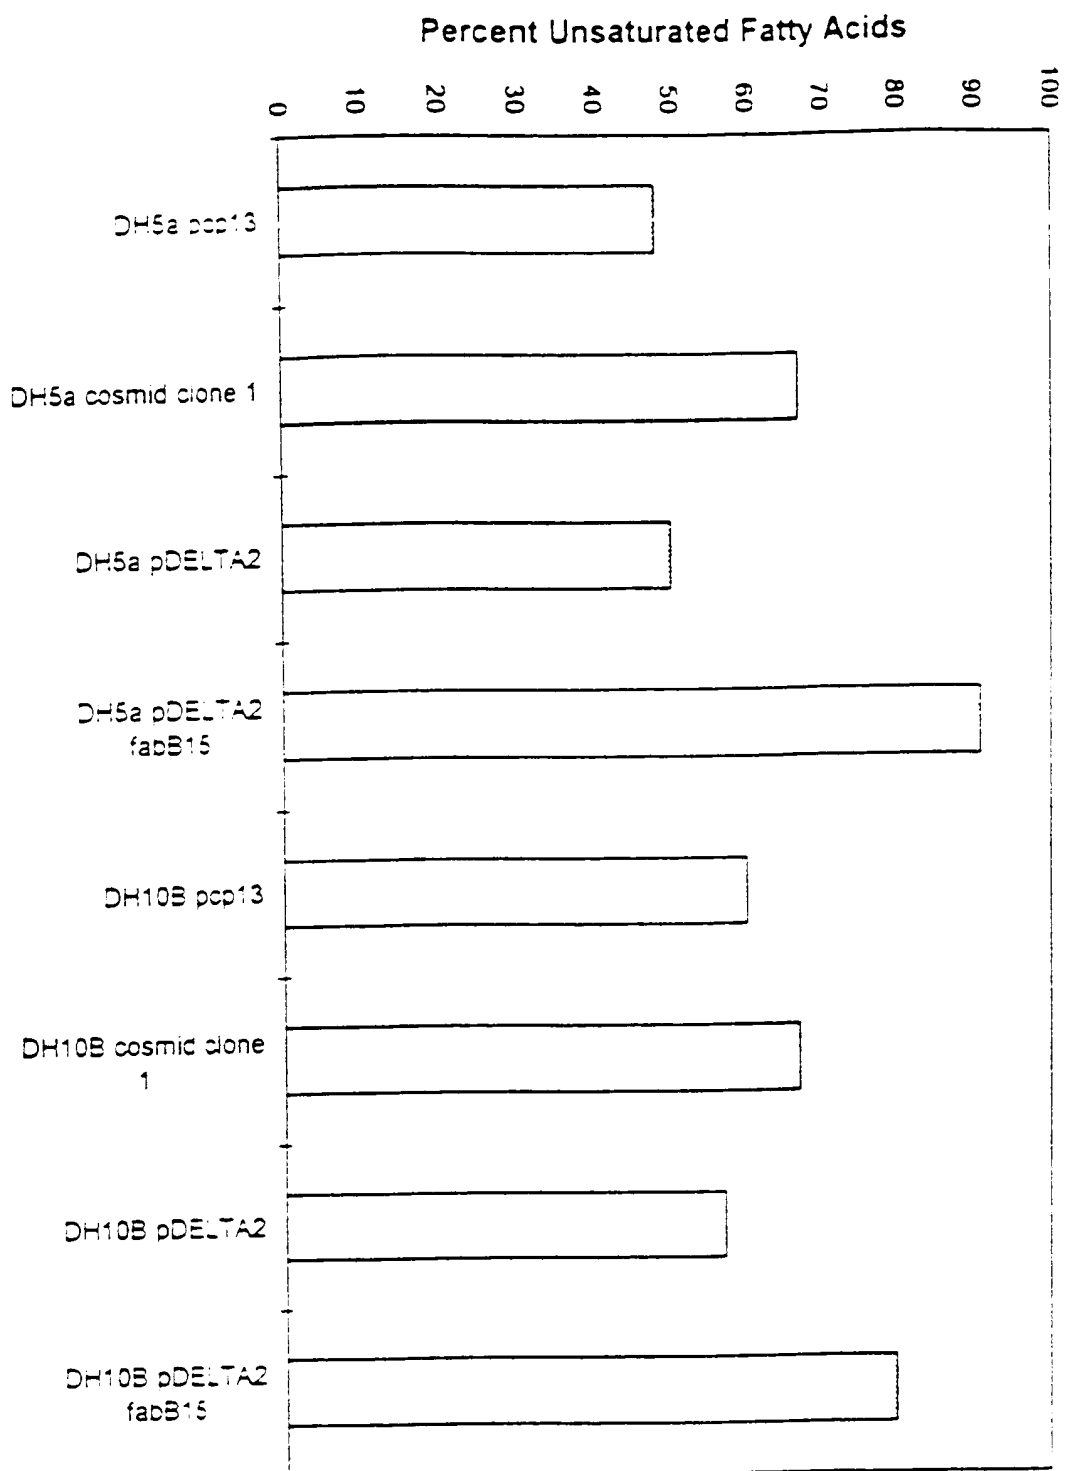 Percent Unsaturated Fatty Acids
0
10
20
30
40
50
60
70
80
90
100
DH5a pcp13
DH5a cosmid clone 1
DH5a pDELTA2
DH5a pDELTA2
fabB15
DH10B pcp13
DH10B cosmid clone
1
DH10B pDELTA2
DH10B pDELTA2
fabB15